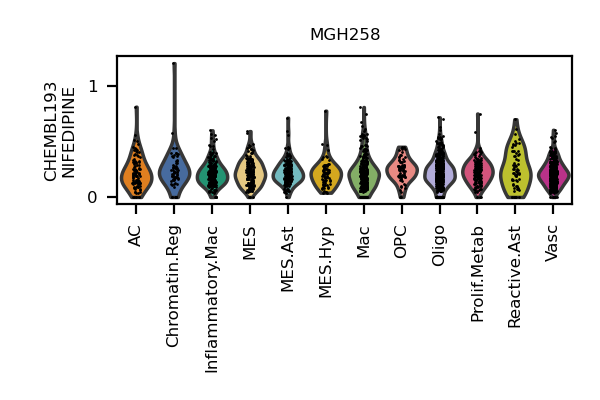 MGH258
CHEMBL193
NIFEDIPINE
1
0
AC
Chromatin.Reg
Inflammatory.Mac
MES
MES.Ast
MES.Hyp
Mac
OPC
Oligo
Prolif.Metab
Reactive.Ast
Vasc